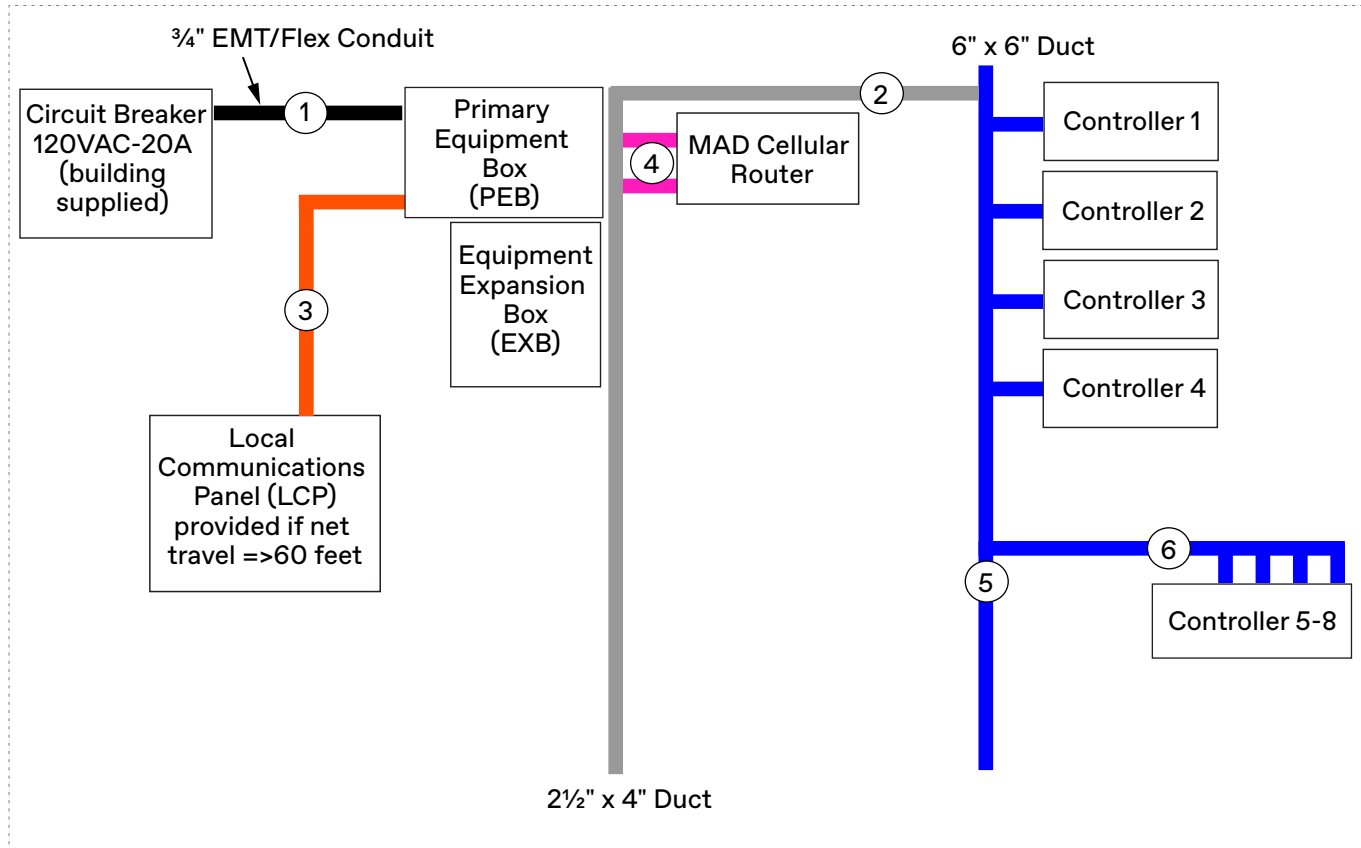 ¾" EMT/Flex Conduit
6" x 6" Duct
Circuit Breaker
120VAC-20A
(building
supplied)
1
Primary
Equipment
Box
(PEB)
2
4
MAD Cellular
Router
Controller 1
Controller 2
Equipment
Expansion
Box
(EXB)
3
Controller 3
Controller 4
Local
Communications
Panel (LCP)
provided if net
travel =>60 feet
6
5
Controller 5-8
2½" x 4" Duct